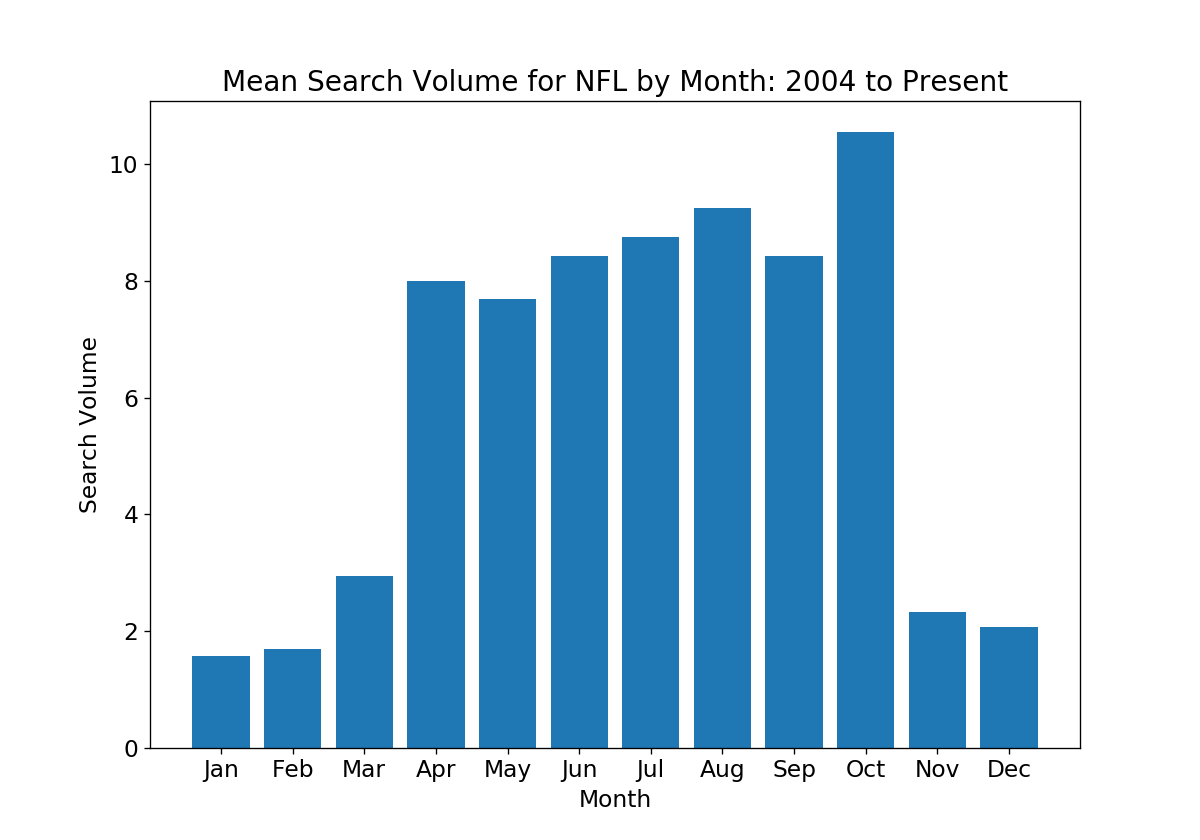 Mean Search Volume for NFL by Month: 2004 to Present
Search Volume
10
8
6
4
2
0
Jan Feb Mar Apr May Jun Jul Aug Sep Oct Nov Dec
Month